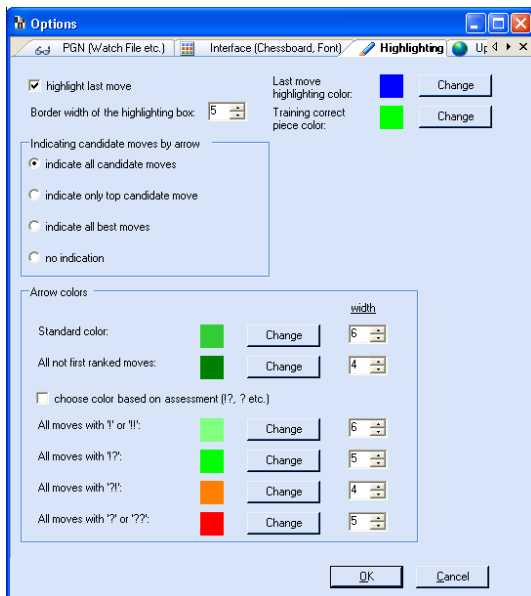 Options
PGN (Watch File etc.) Interface (Chessboard, Font) Highlighting
highlight last move
Last move
highlighting color: Change
Border width of the highlighting box: 5
Training correct
piece color: Change
Indicating candidate moves by arrow
indicate all candidate moves
indicate only top candidate move
indicate all best moves
no indication
Arrow colors
width
Standard color: Change 6
All not first ranked moves: Change 4
choose color based on assessment (!?, ? etc.)
All moves with '!' or '!!': Change 6
All moves with '!?': Change 5
All moves with '?!': Change 4
All moves with '?' or '??': Change 5
OK Cancel